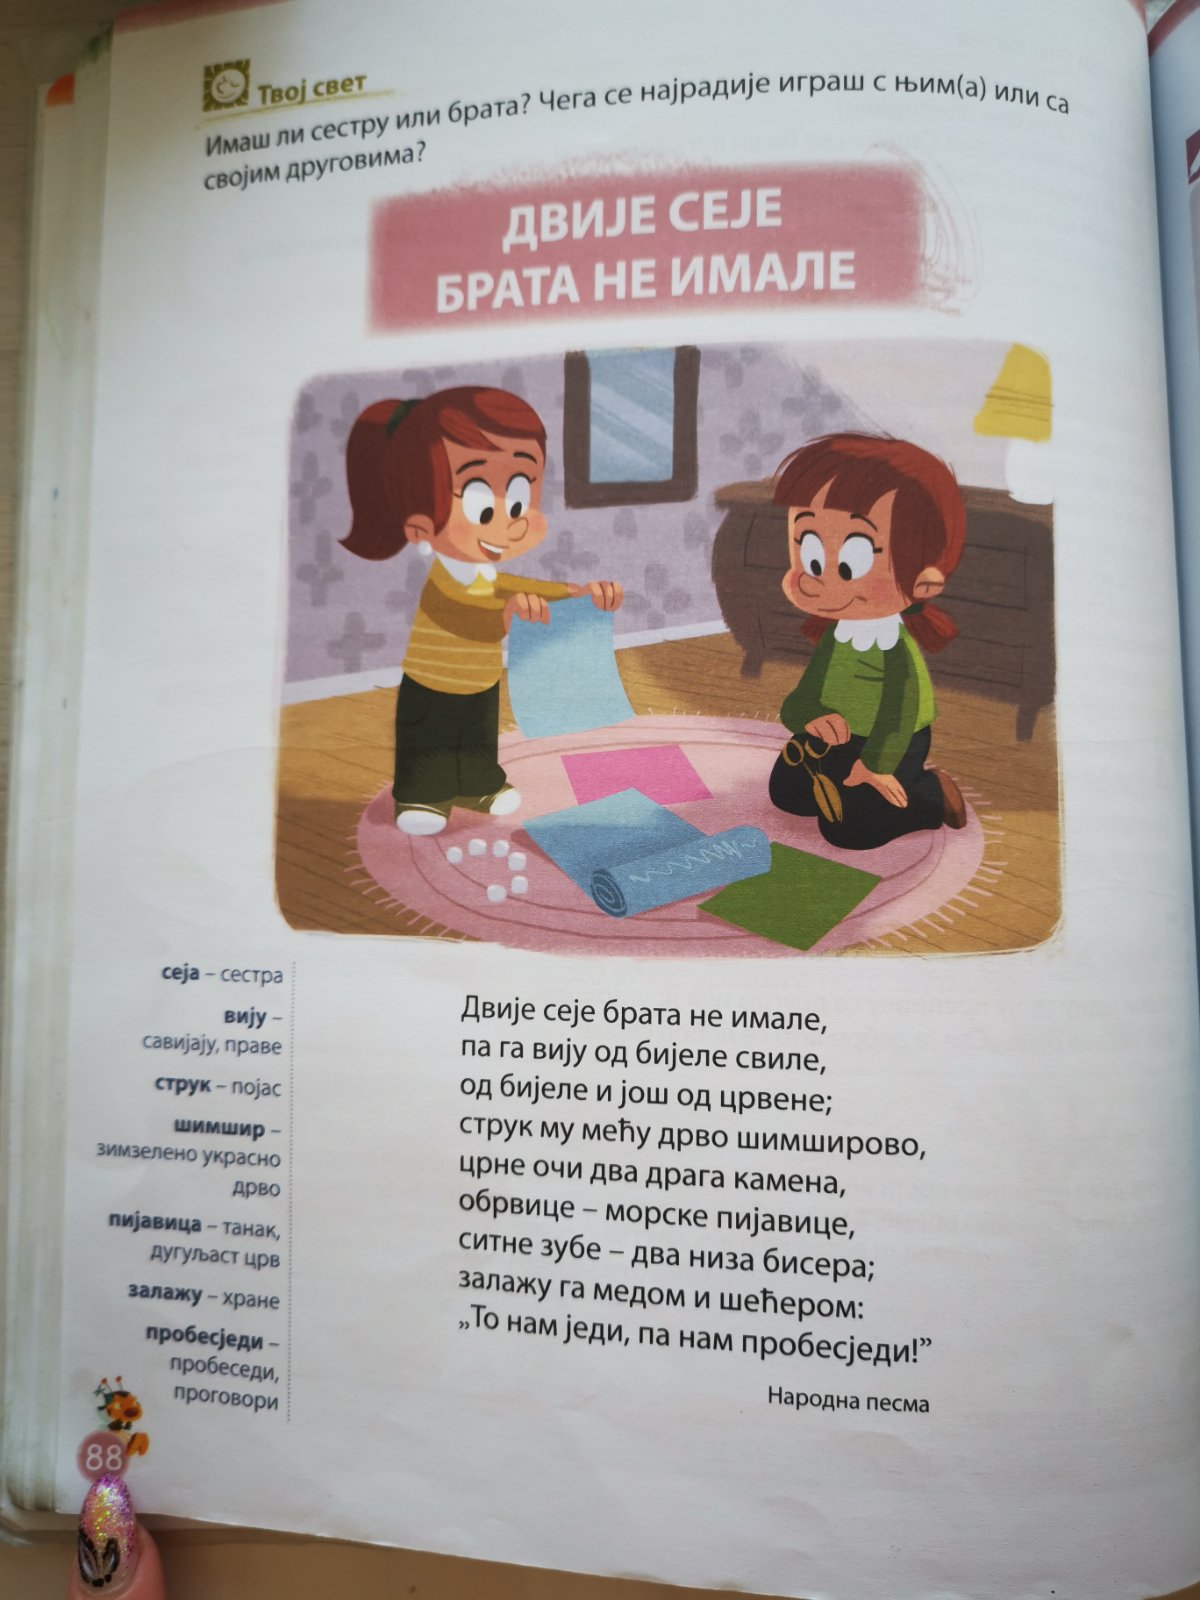 Твој свет
Имаш ли сестру или брата? Чега се најрадије играш с њим(а) или са
својим друговима?
ДВИЈЕ СЕЈЕ
БРАТА НЕ ИМАЛЕ
сеја – сестра
вију –
савијају, праве
струк – појас
шимшир –
зимзелено украсно
дрво
пијавица – танак,
дугуљаст црв
залажу – хране
пробесједи –
пробеседи,
проговори
Двије сеје брата не имале,
па га вију од бијеле свиле,
од бијеле и још од црвене;
струк му мећу дрво шимширово,
црне очи два драга камена,
обрвице – морске пијавице,
ситне зубе – два низа бисера;
залажу га медом и шећером:
„То нам једи, па нам пробесједи!”
Народна песма
88